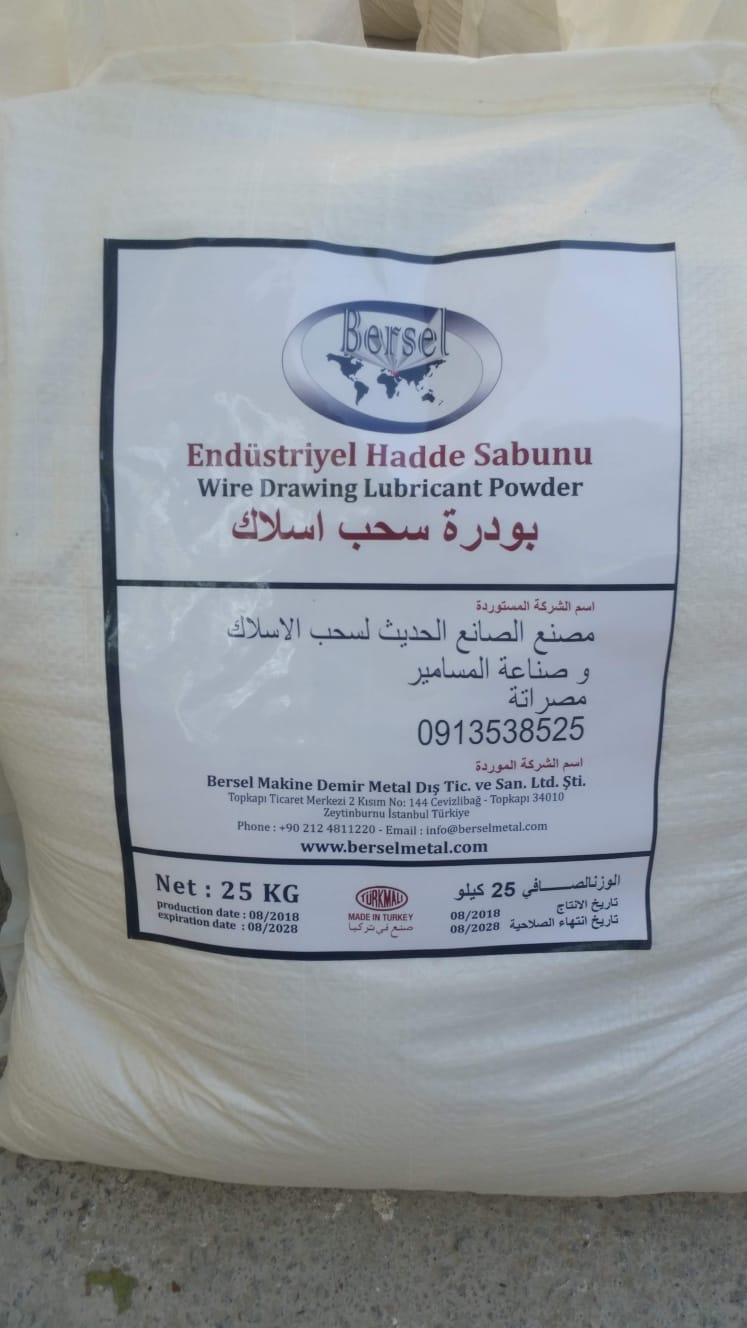 Bersel
Endüstriyel Hadde Sabunu
Wire Drawing Lubricant Powder
بودرة سحب اسلاك
اسم الشركة المستوردة
مصنع الصانع الحديث لسحب الاسلاك
و صناعة المسامير
مصراتة
0913538525
اسم الشركة الموردة
Bersel Makine Demir Metal Dış Tic. ve San. Ltd. Şti.
Topkapı Ticaret Merkezi 2 Kısım No: 144 Cevizlibağ - Topkapı 34010
Zeytinburnu İstanbul Türkiye
Phone : +90 212 4811220 - Email : info@berselmetal.com
www.berselmetal.com
Net : 25 KG
production date : 08/2018
expiration date : 08/2028
TÜRKMALI
MADE IN TURKEY
صنع في تركيا
الوزنالصـــــافي 25 كيلو
تاريخ الانتاج 08/2018
تاريخ انتهاء الصلاحية 08/2028